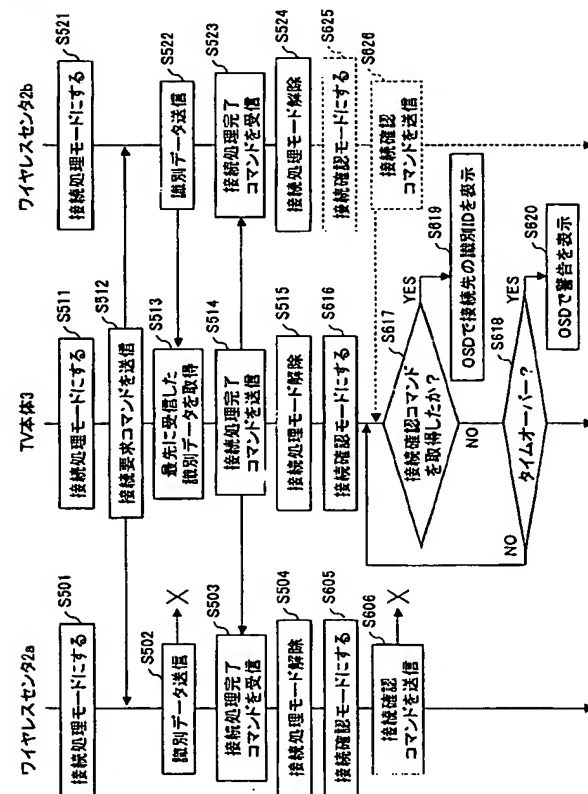 ワイヤレスセンタ2a
S501
接続処理モードにする
S502
識別データ送信
S503
接続処理完了
コマンドを受信
S504
接続処理モード解除
S605
接続確認モードにする
S606
接続確認
コマンドを送信
TV本体3
S511
接続処理モードにする
S512
接続要求コマンドを送信
S513
最先に受信した
識別データを取得
S514
接続処理完了
コマンドを送信
S515
接続処理モード解除
S616
接続確認モードにする
S617
接続確認コマンド
を取得したか?
YES
NO
S619
OSDで接続先の識別IDを表示
S618
タイムオーバー?
YES
NO
S620
OSDで警告を表示
ワイヤレスセンタ2b
S521
接続処理モードにする
S522
識別データ送信
S523
接続処理完了
コマンドを受信
S524
接続処理モード解除
S625
接続確認モードにする
S626
接続確認
コマンドを送信